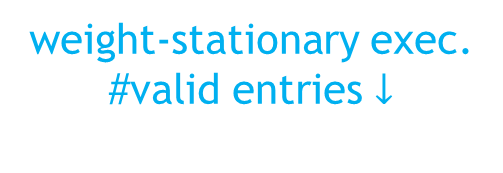 weight-stationary exec.
#valid entries ↓